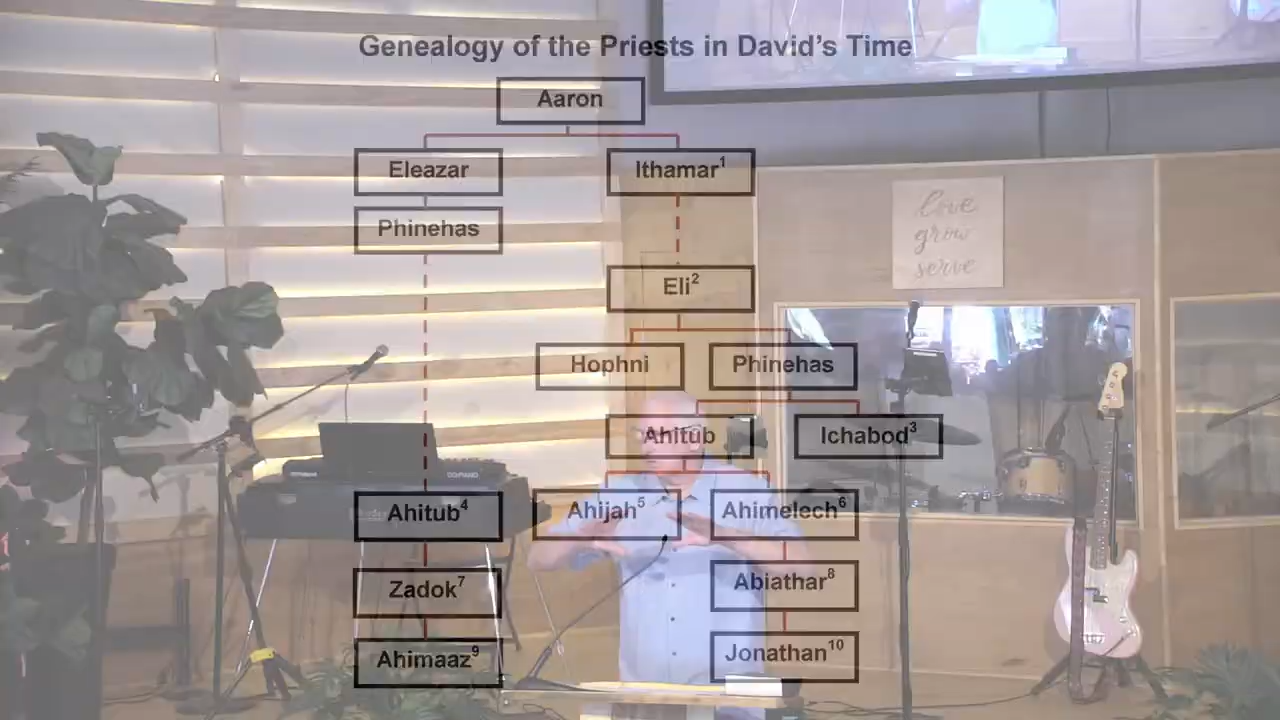 Genealogy of the Priests in David's Time
Aaron
Eleazar
Ithamar¹
Phinehas
Eli²
Hophni
Phinehas
Ahitub
Ichabod³
Ahitub⁴
Ahijah⁵
Ahimelech⁶
Zadok⁷
Abiathar⁸
Ahimaaz⁹
Jonathan¹⁰
love
grow
serve